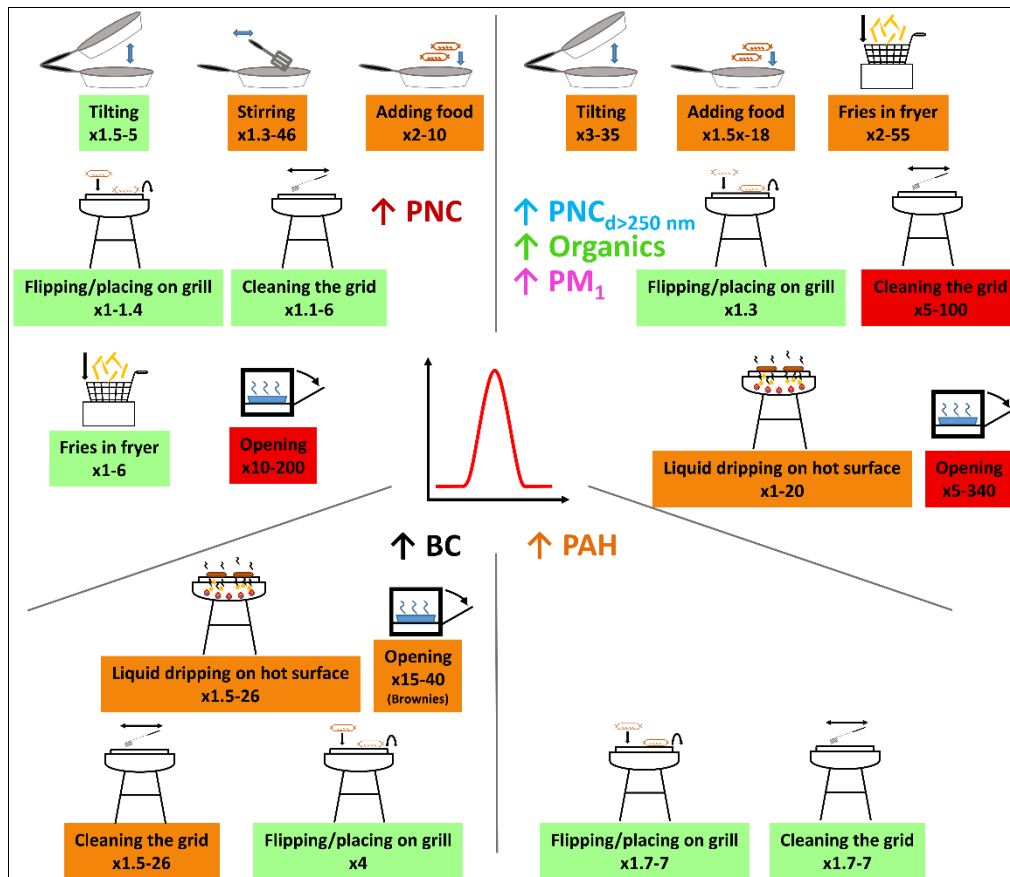 Tilting
x1.5-5
Stirring
x1.3-46
Adding food
x2-10
Flipping/placing on grill
x1-1.4
Cleaning the grid
x1.1-6
↑ PNC
Fries in fryer
x1-6
Opening
x10-200
Tilting
x3-35
Adding food
x1.5x-18
Fries in fryer
x2-55
↑ PNCd>250 nm
↑ Organics
↑ PM1
Flipping/placing on grill
x1.3
Cleaning the grid
x5-100
Liquid dripping on hot surface
x1-20
Opening
x5-340
↑ BC
Liquid dripping on hot surface
x1.5-26
Opening
x15-40
(Brownies)
Cleaning the grid
x1.5-26
Flipping/placing on grill
x4
↑ PAH
Flipping/placing on grill
x1.7-7
Cleaning the grid
x1.7-7